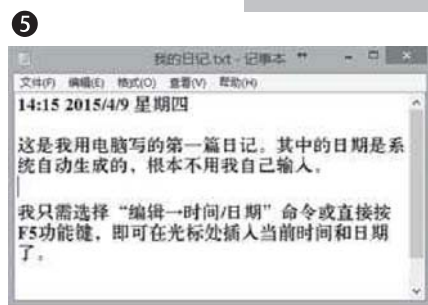 5
我的日记.txt - 记事本
文件(F) 编辑(E) 格式(O) 查看(V) 帮助(H)
14:15 2015/4/9 星期四
这是我用电脑写的第一篇日记。其中的日期是系
统自动生成的，根本不用我自己输入。
我只需选择“编辑→时间/日期”命令或直接按
F5功能键，即可在光标处插入当前时间和日期
了。